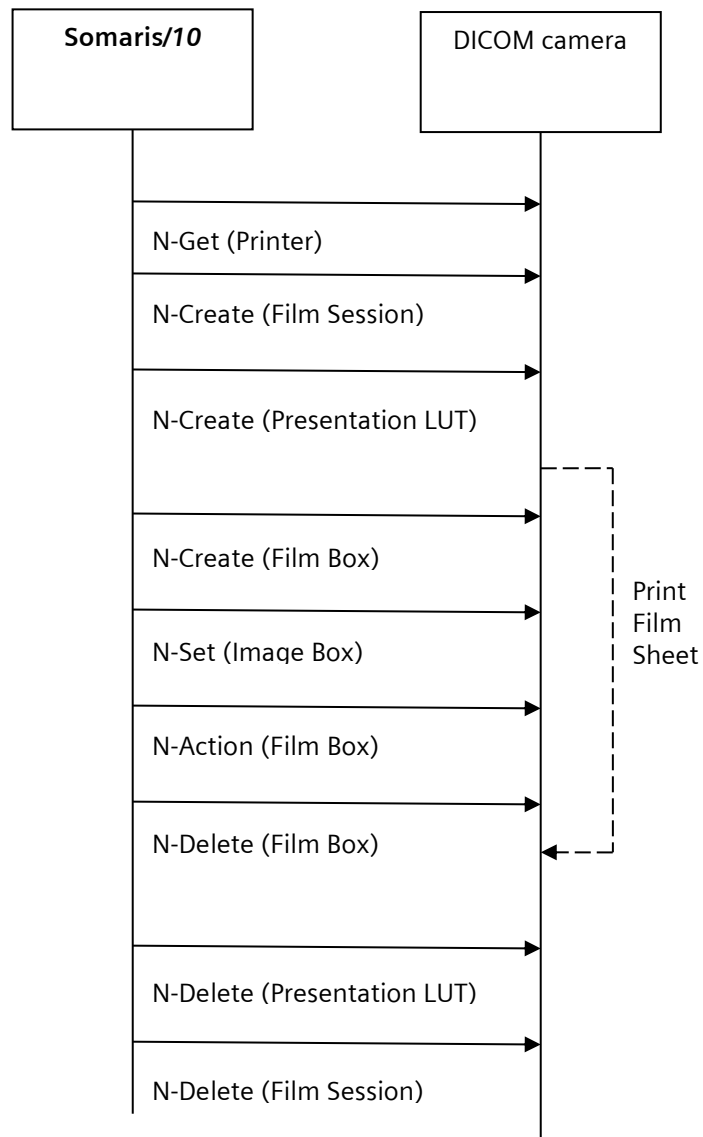 Somaris/10
DICOM camera
N-Get (Printer)
N-Create (Film Session)
N-Create (Presentation LUT)
N-Create (Film Box)
N-Set (Image Box)
Print
Film
Sheet
N-Action (Film Box)
N-Delete (Film Box)
N-Delete (Presentation LUT)
N-Delete (Film Session)